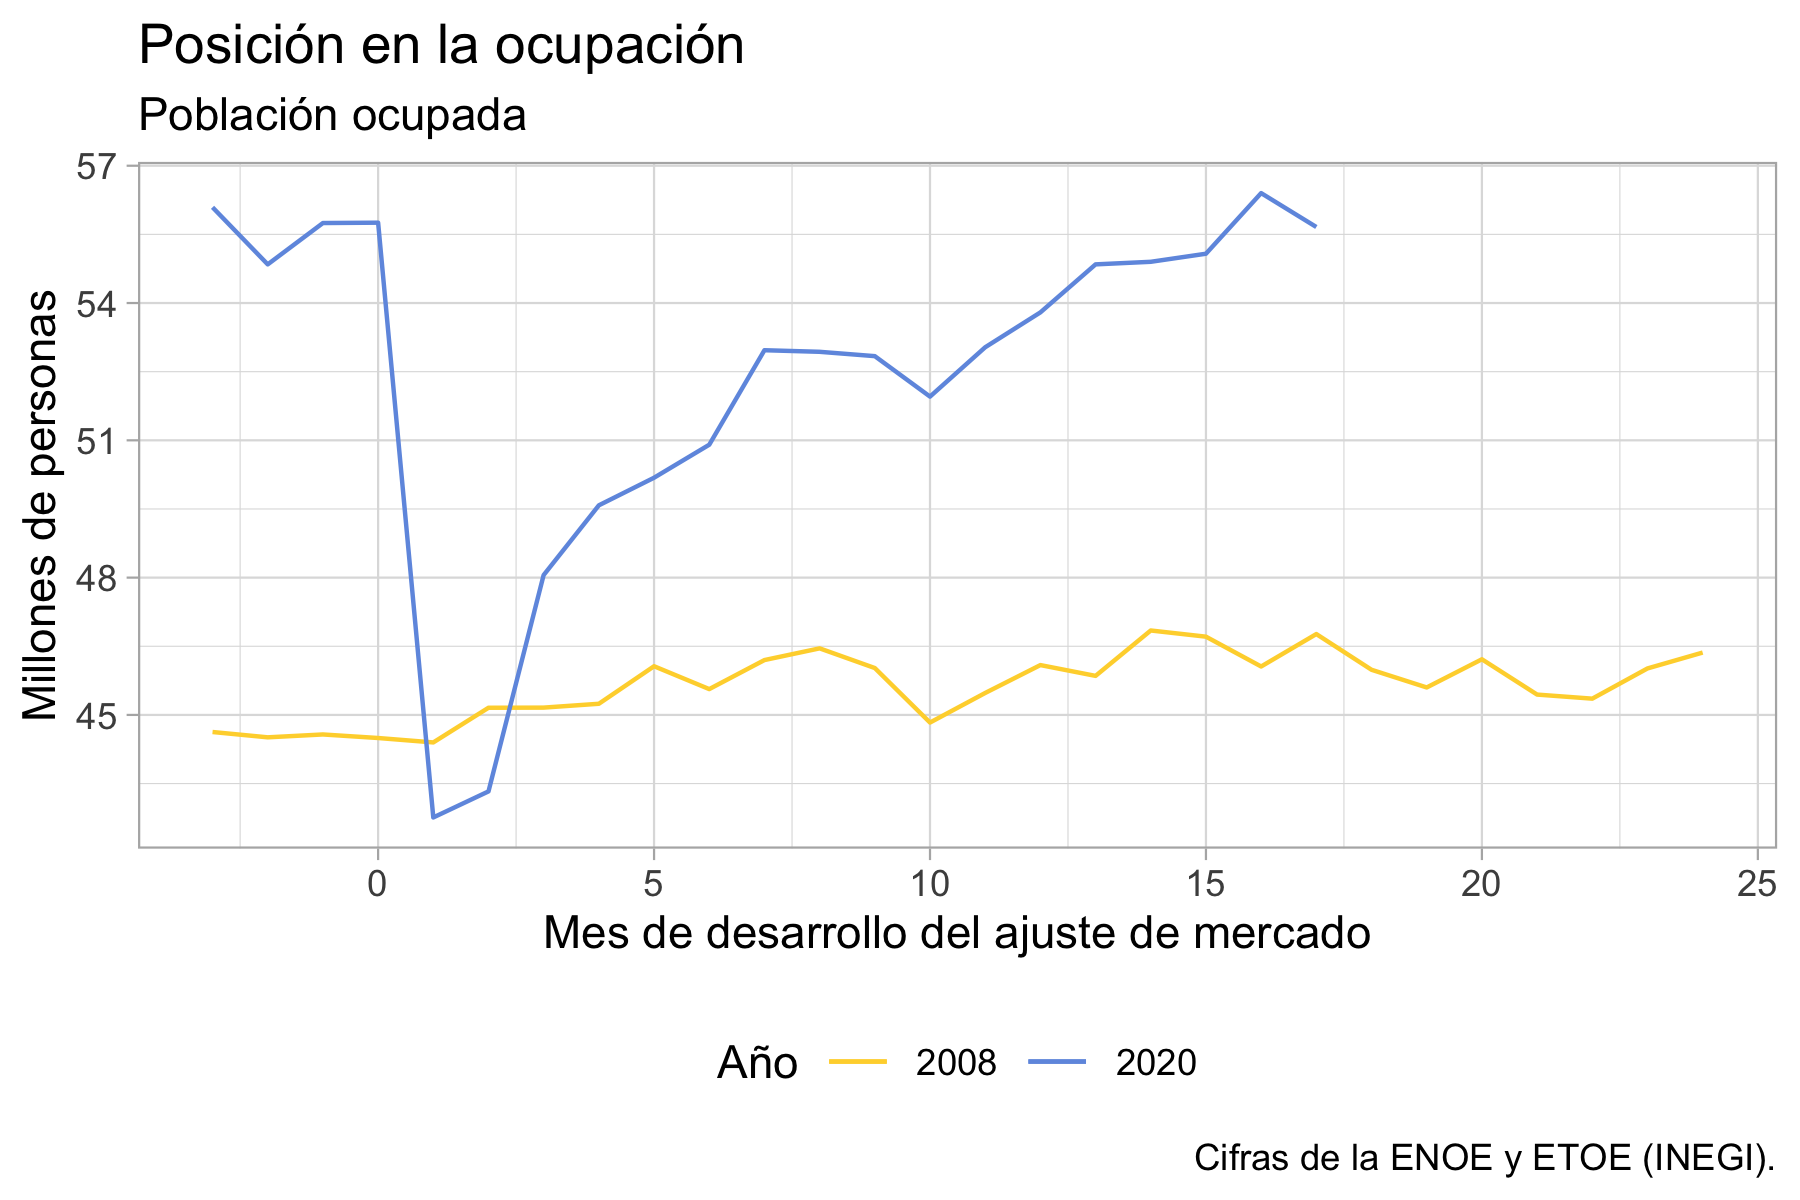 Posición en la ocupación
Población ocupada
Millones de personas
57
54
51
48
45
0 5 10 15 20 25
Mes de desarrollo del ajuste de mercado
Año 2008 2020
Cifras de la ENOE y ETOE (INEGI).